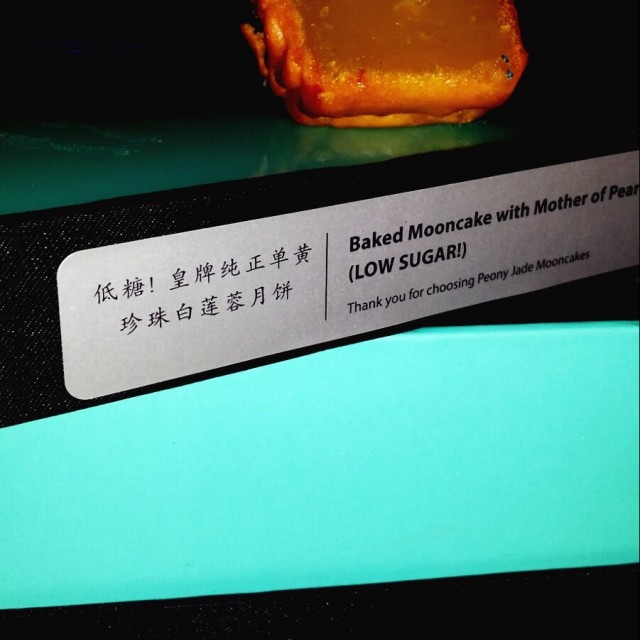 低糖! 皇牌纯正单黄
珍珠白莲蓉月饼
Baked Mooncake with Mother of
(LOW SUGAR!)
Thank you for choosing Peony Jade Mooncakes